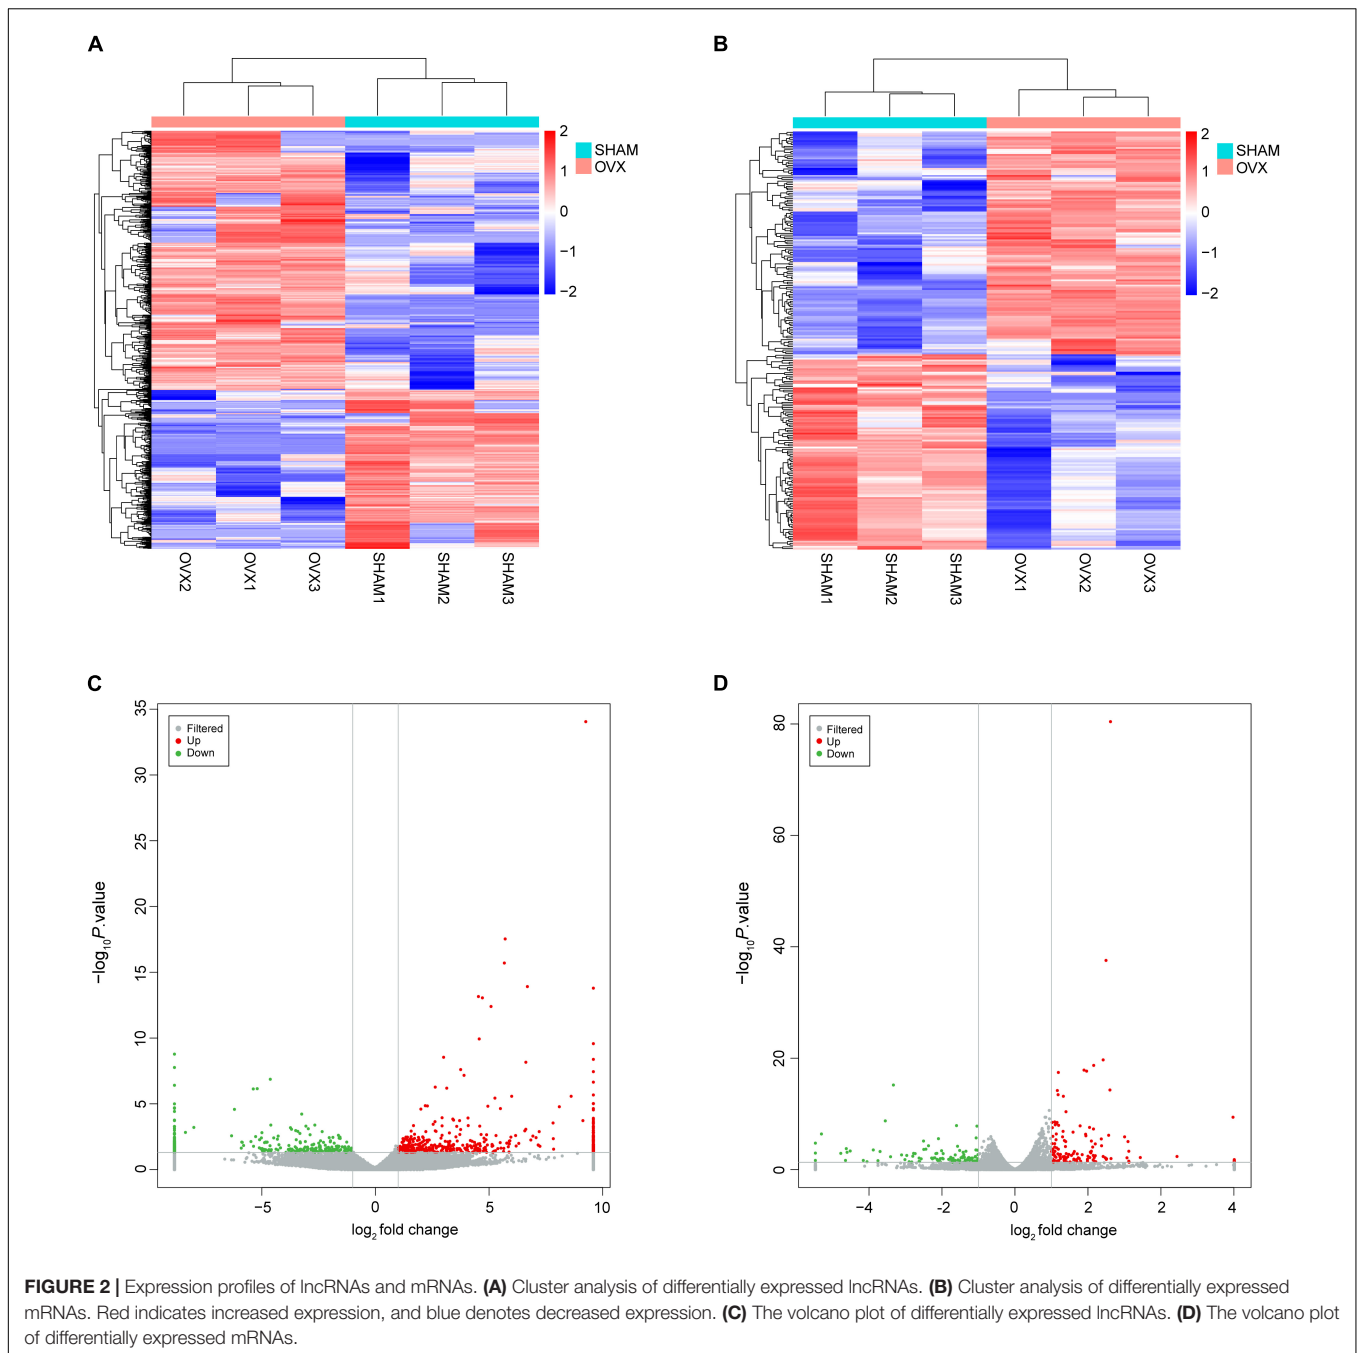 A
2
1
0
−1
−2
SHAM
OVX
OVX2
OVX1
OVX3
SHAM1
SHAM2
SHAM3
B
2
1
0
−1
−2
SHAM
OVX
SHAM1
SHAM2
SHAM3
OVX1
OVX2
OVX3
C
Filtered
Up
Down
35
30
25
20
15
10
5
0
−log10P.value
−5
0
5
10
log2 fold change
D
Filtered
Up
Down
80
60
40
20
0
−log10P.value
−4
−2
0
2
2
4
log2 fold change
FIGURE 2 | Expression profiles of lncRNAs and mRNAs. (A) Cluster analysis of differentially expressed lncRNAs. (B) Cluster analysis of differentially expressed
mRNAs. Red indicates increased expression, and blue denotes decreased expression. (C) The volcano plot of differentially expressed lncRNAs. (D) The volcano plot
of differentially expressed mRNAs.